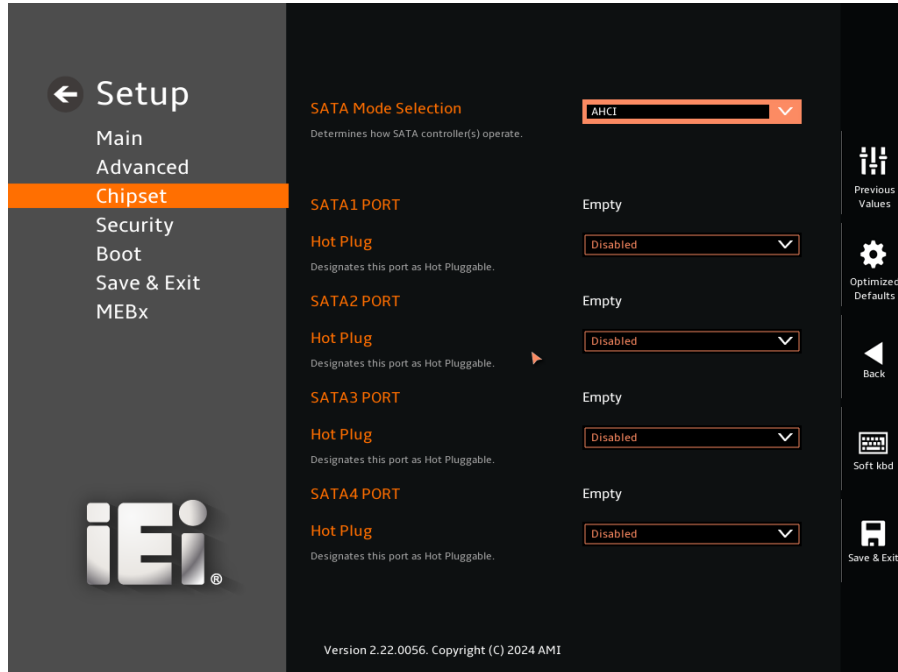 Setup
Main
Advanced
Chipset
Security
Boot
Save & Exit
MEBx
iEi®
SATA Mode Selection
AHCI
Determines how SATA controller(s) operate.
SATA1 PORT
Empty
Hot Plug
Disabled
Designates this port as Hot Pluggable.
SATA2 PORT
Empty
Hot Plug
Disabled
Designates this port as Hot Pluggable.
SATA3 PORT
Empty
Hot Plug
Disabled
Designates this port as Hot Pluggable.
SATA4 PORT
Empty
Hot Plug
Disabled
Designates this port as Hot Pluggable.
Version 2.22.0056. Copyright (C) 2024 AMI
Previous
Values
Optimized
Defaults
Back
Soft kbd
Save & Exit